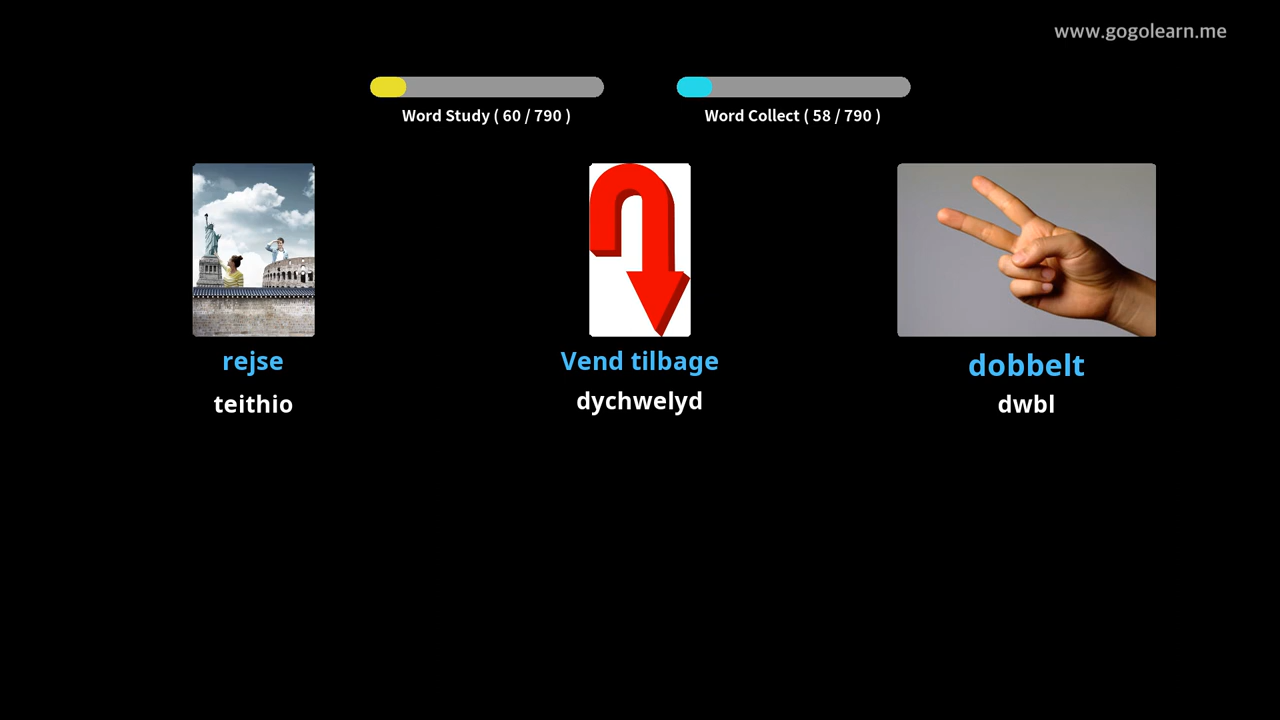 www.gogolearn.me
Word Study ( 60 / 790 )
Word Collect ( 58 / 790 )
rejse
teithio
Vend tilbage
dychwelyd
dobbelt
dwbl